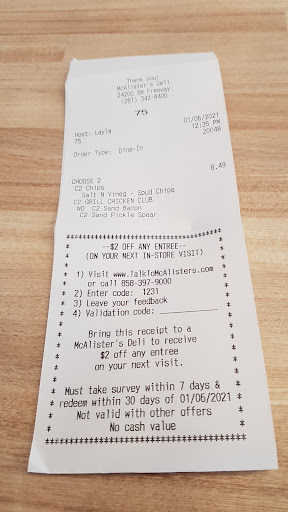 Thank you!
McAlister's Deli
24200 SW Freeway
(281) 342-8400
75
Host: Layla 01/06/2021
75 12:35 PM
20048
Order Type: Dine-In
8.49
CHOOSE 2
C2 Chips
Salt N Vineg - Spud Chips
C2 GRILL CHICKEN CLUB
NO C2 Sand Bacon
C2 Sand Pickle Spear
--$2 OFF ANY ENTREE--
(ON YOUR NEXT IN-STORE VISIT)
1) Visit www.TalkToMcAlisters.com
or call 858-397-9000
2) Enter code: 1231
3) Leave your feedback
4) Validation code: __________
Bring this receipt to a
McAlister's Deli to receive
$2 off any entree
on your next visit.
Must take survey within 7 days &
redeem within 30 days of 01/06/2021
Not valid with other offers
No cash value